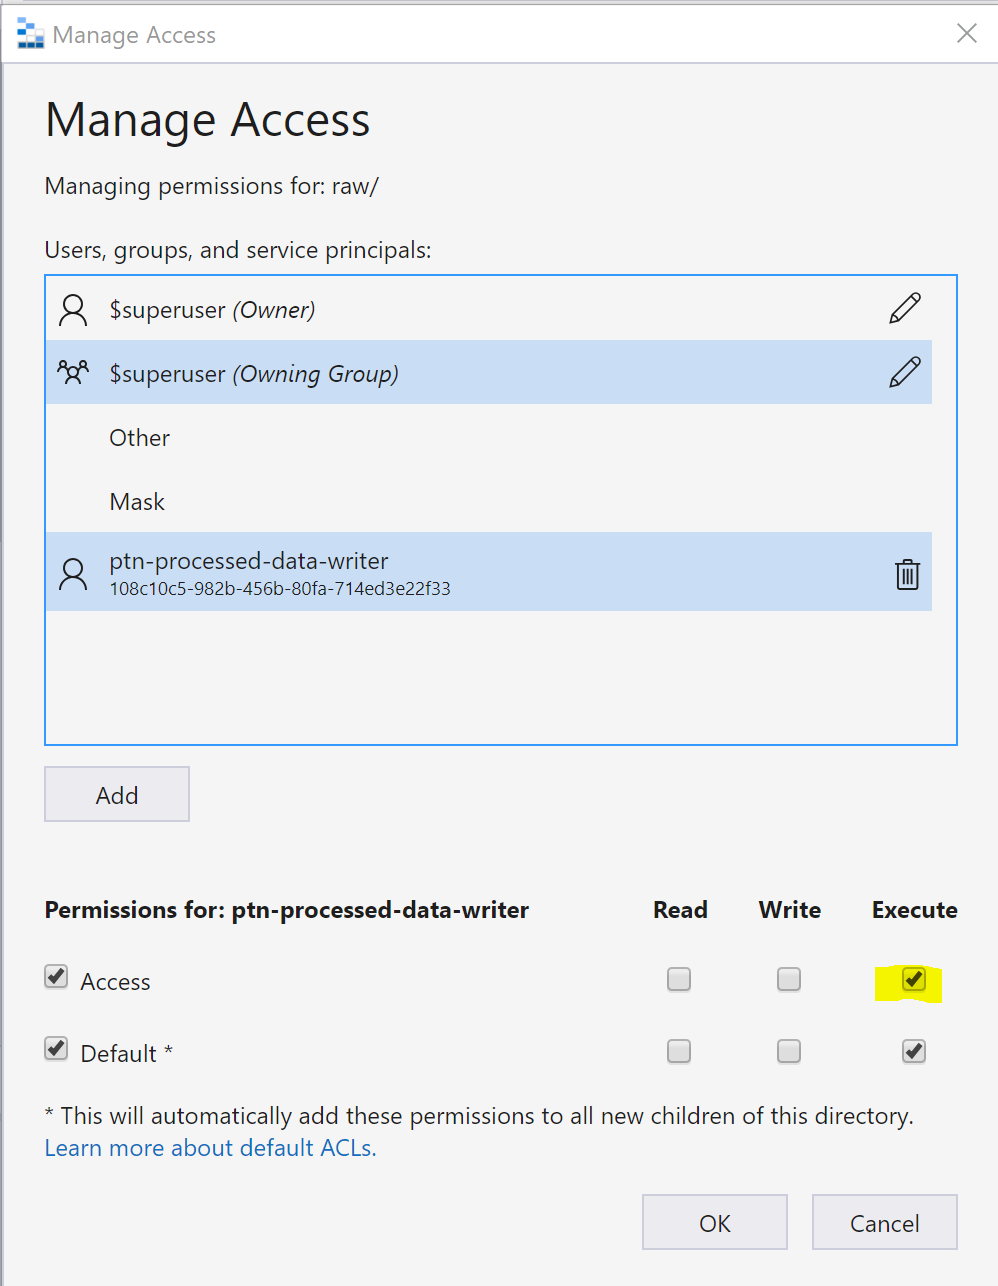 Manage Access
Manage Access
Managing permissions for: raw/
Users, groups, and service principals:
$superuser (Owner)
$superuser (Owning Group)
Other
Mask
ptn-processed-data-writer
108c10c5-982b-456b-80fa-714ed3e22f33
Add
Permissions for: ptn-processed-data-writer Read Write Execute
Access
Default *
* This will automatically add these permissions to all new children of this directory.
Learn more about default ACLs.
OK Cancel